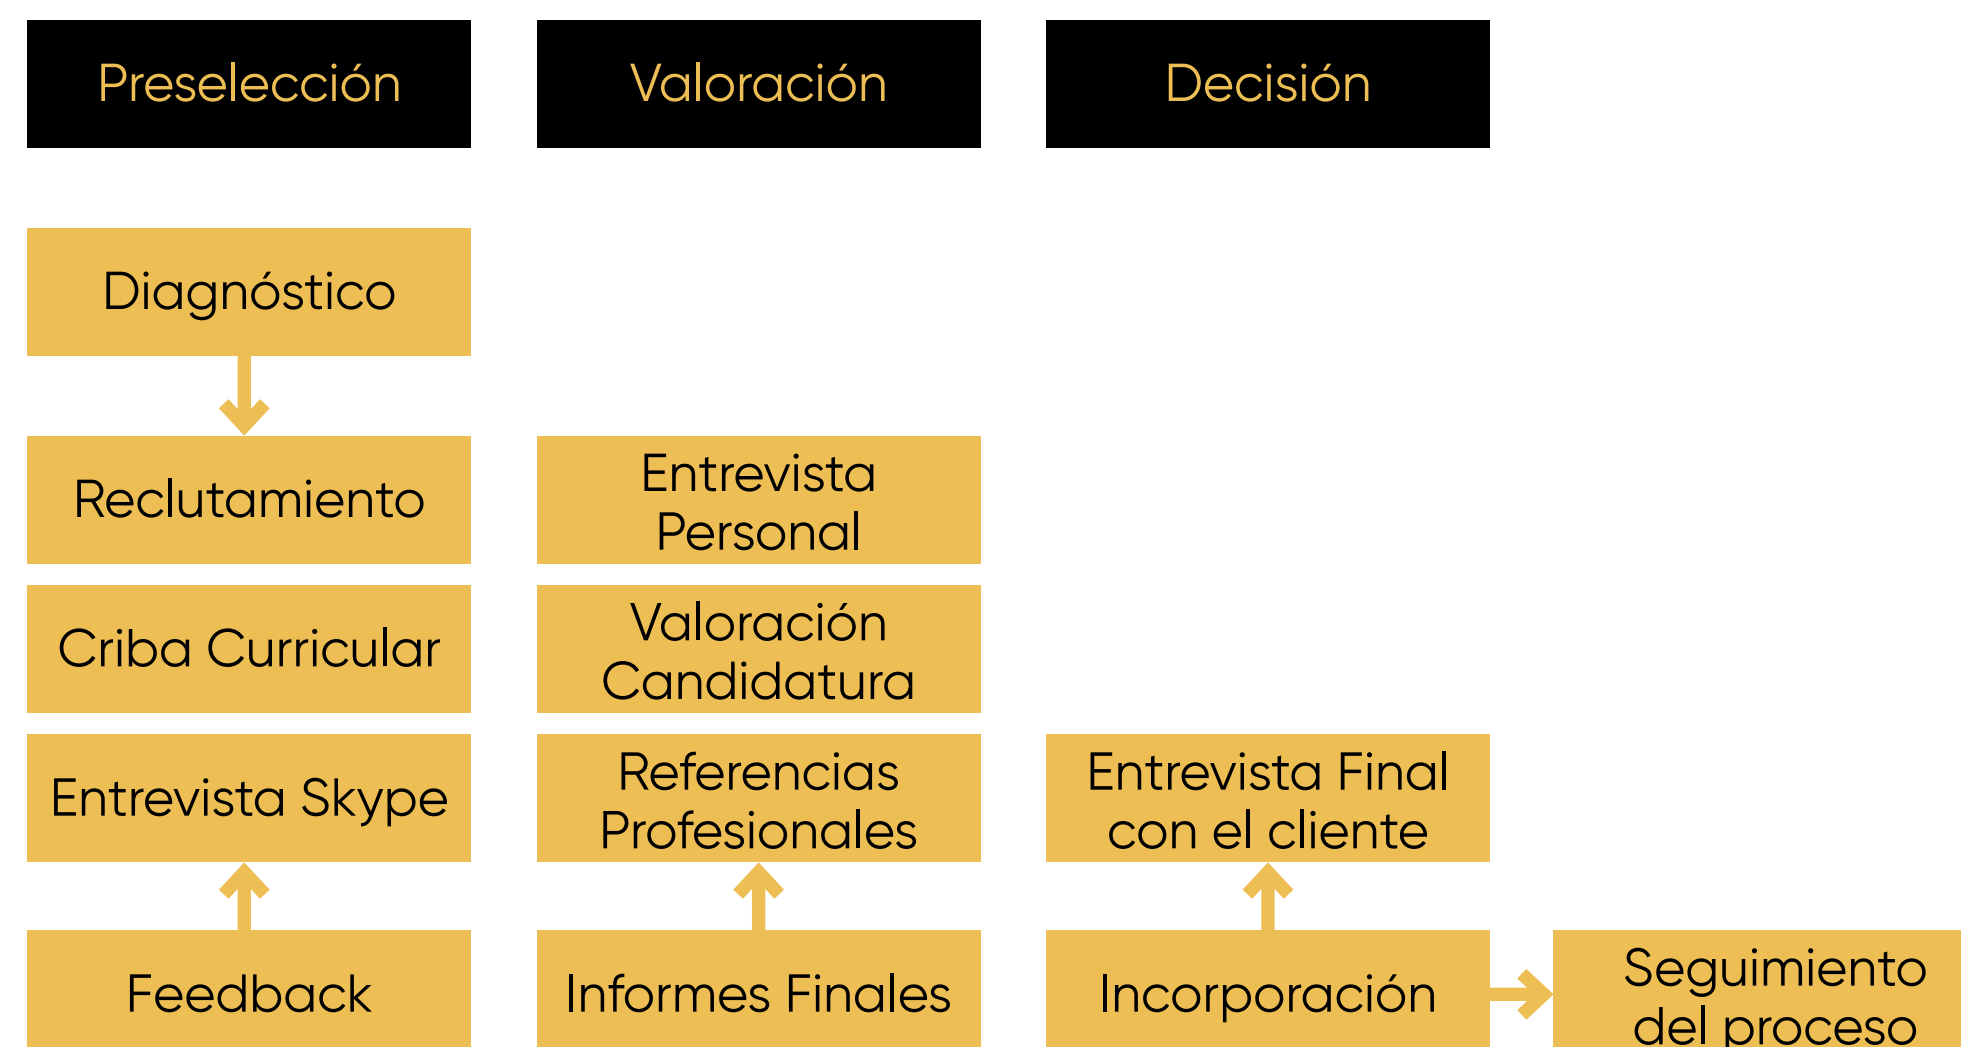 Preselección
Valoración
Decisión
Diagnóstico
Reclutamiento
Entrevista
Personal
Criba Curricular
Valoración
Candidatura
Entrevista Skype
Referencias
Profesionales
Entrevista Final
con el cliente
Feedback
Informes Finales
Incorporación
Seguimiento
del proceso